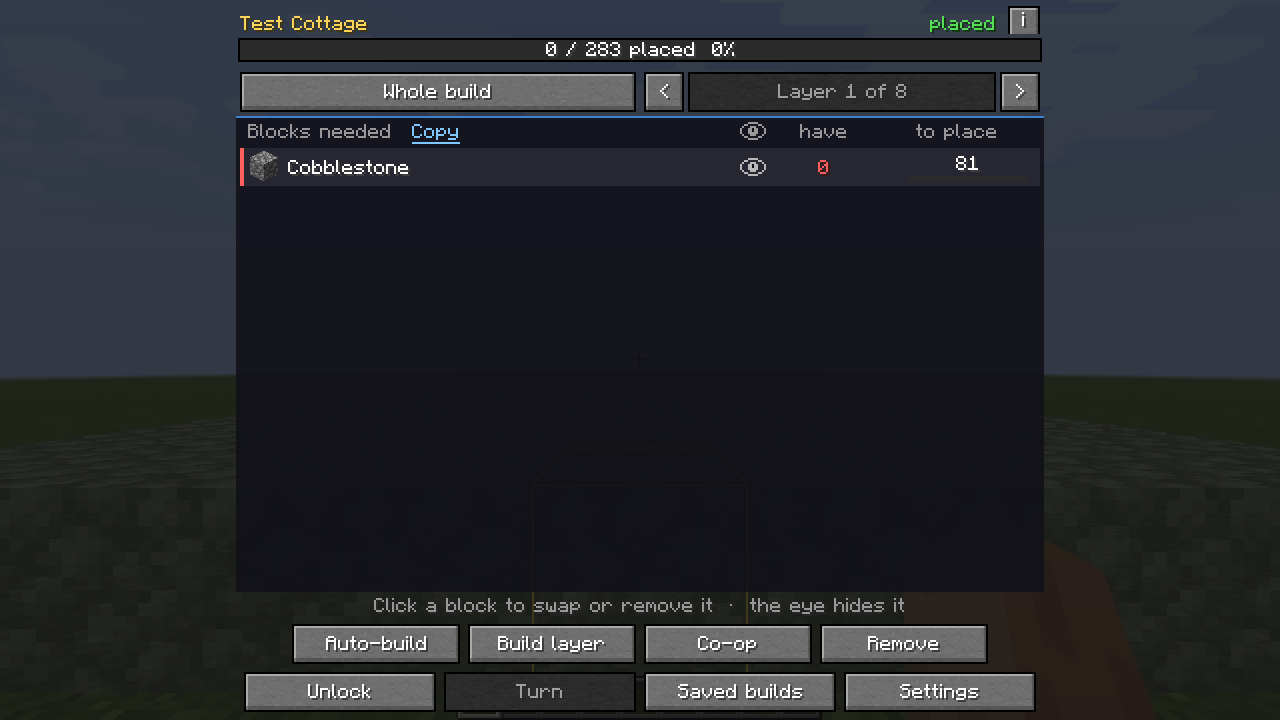 Test Cottage placed i
0 / 283 placed 0%
Whole build < Layer 1 of 8 >
Blocks needed Copy have to place
Cobblestone 0 81
Click a block to swap or remove it · the eye hides it
Auto-build Build layer Co-op Remove
Unlock Turn Saved builds Settings